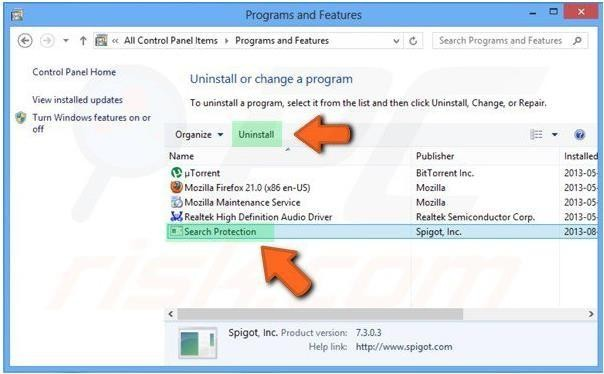 Programs and Features
« All Control Panel Items ▸ Programs and Features
Search Programs and Features
Control Panel Home
View installed updates
Turn Windows features on or
off
Uninstall or change a program
To uninstall a program, select it from the list and then click Uninstall, Change, or Repair.
Organize Uninstall
Name Publisher Installed
µTorrent BitTorrent Inc. 2013-05-
Mozilla Firefox 21.0 (x86 en-US) Mozilla 2013-05-
Mozilla Maintenance Service Mozilla 2013-05-
Realtek High Definition Audio Driver Realtek Semiconductor Corp. 2013-05-
Search Protection Spigot, Inc. 2013-08-
Spigot, Inc. Product version: 7.3.0.3
Help link: http://www.spigot.com
PC
risk.com